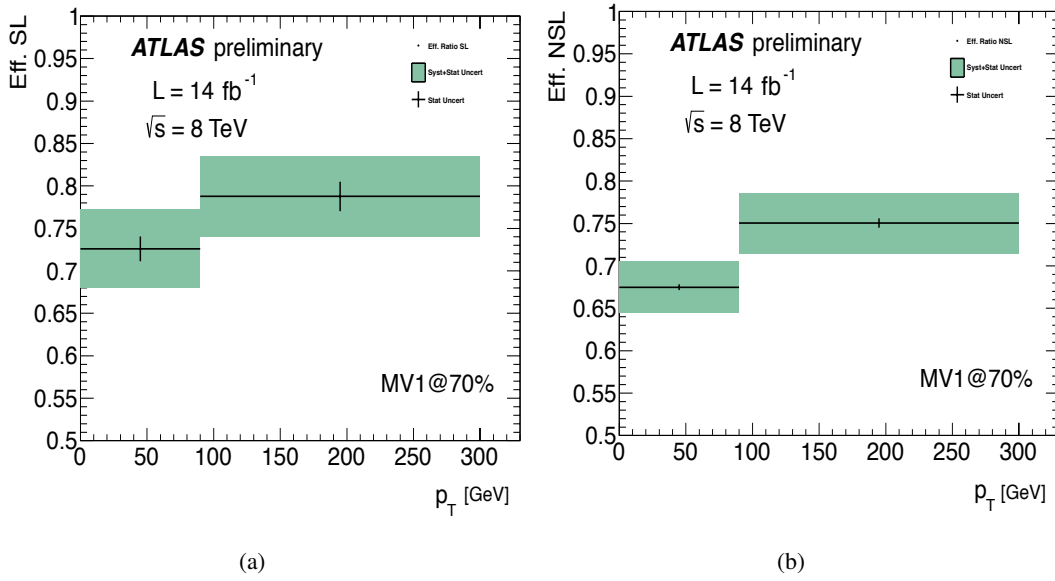 Eff. SL
ATLAS preliminary
L = 14 fb-1
√s = 8 TeV
Eff. Ratio SL
Syst+Stat Uncert
Stat Uncert
1
0.95
0.9
0.85
0.8
0.75
0.7
0.65
0.6
0.55
0.5
MV1@70%
0 50 100 150 200 250 300
pT [GeV]
(a)
Eff. NSL
ATLAS preliminary
L = 14 fb-1
√s = 8 TeV
Eff. Ratio NSL
Syst+Stat Uncert
Stat Uncert
1
0.95
0.9
0.85
0.8
0.75
0.7
0.65
0.6
0.55
0.5
MV1@70%
0 50 100 150 200 250 300
pT [GeV]
(b)